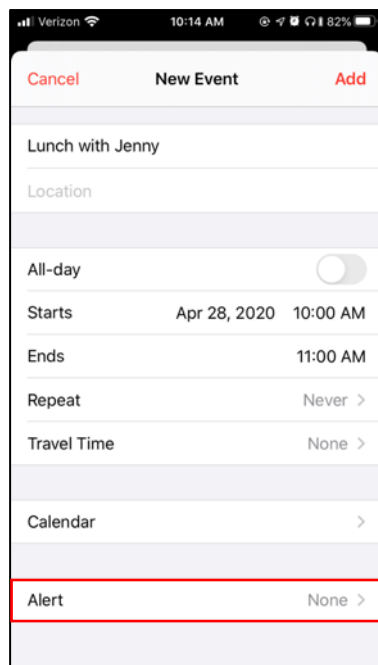 Verizon 10:14 AM 82%
Cancel New Event Add
Lunch with Jenny
Location
All-day
Starts Apr 28, 2020 10:00 AM
Ends 11:00 AM
Repeat Never >
Travel Time None >
Calendar >
Alert None >